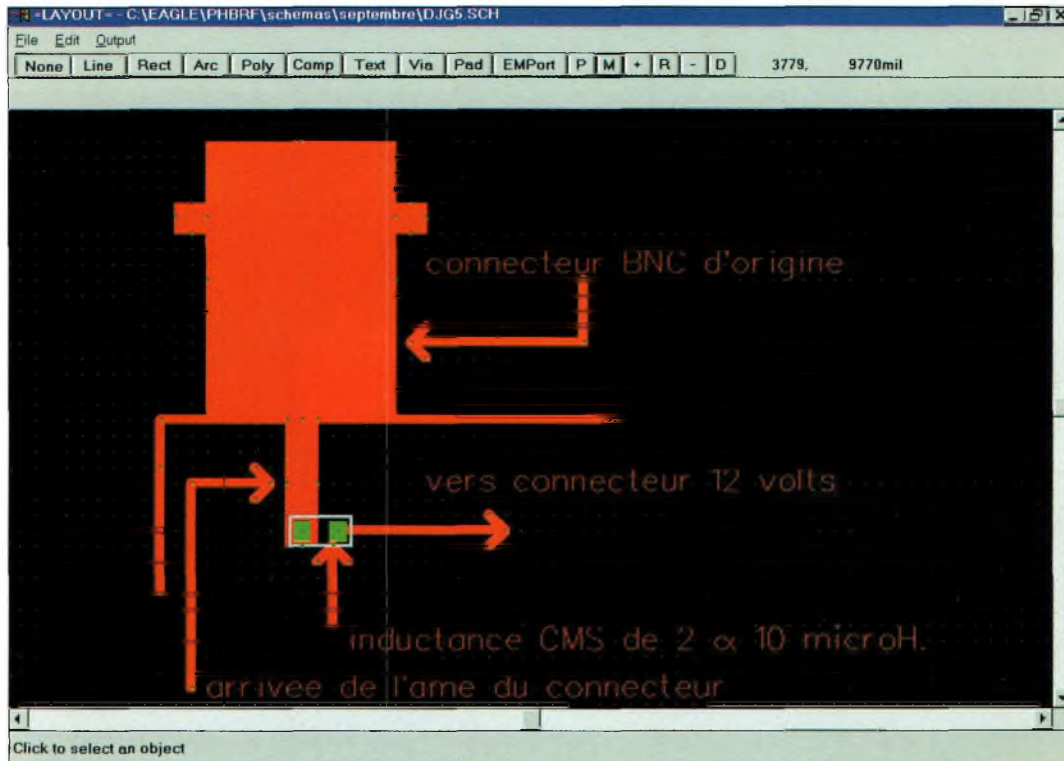 =LAYOUT= - C:\EAGLE\PHBRF\schemas\septembre\DJG5.SCH
File Edit Output
None Line Rect Arc Poly Comp Text Via Pad EMPort P M + R - D 3779, 9770mil
connecteur BNC d'origine
vers connecteur 12 volts
inductance CMS de 2 α 10 microH.
arrivee de l'ame du connecteur
Click to select an object